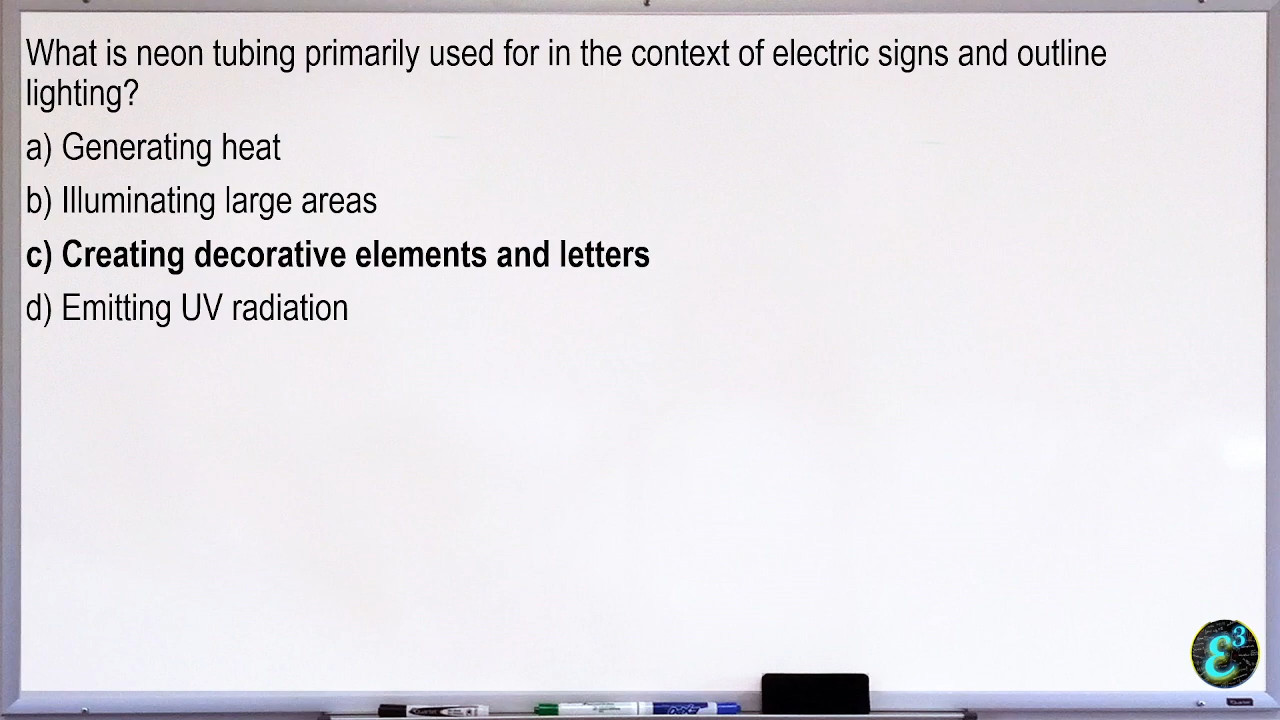 What is neon tubing primarily used for in the context of electric signs and outline
lighting?
a) Generating heat
b) Illuminating large areas
c) Creating decorative elements and letters
d) Emitting UV radiation
ε3